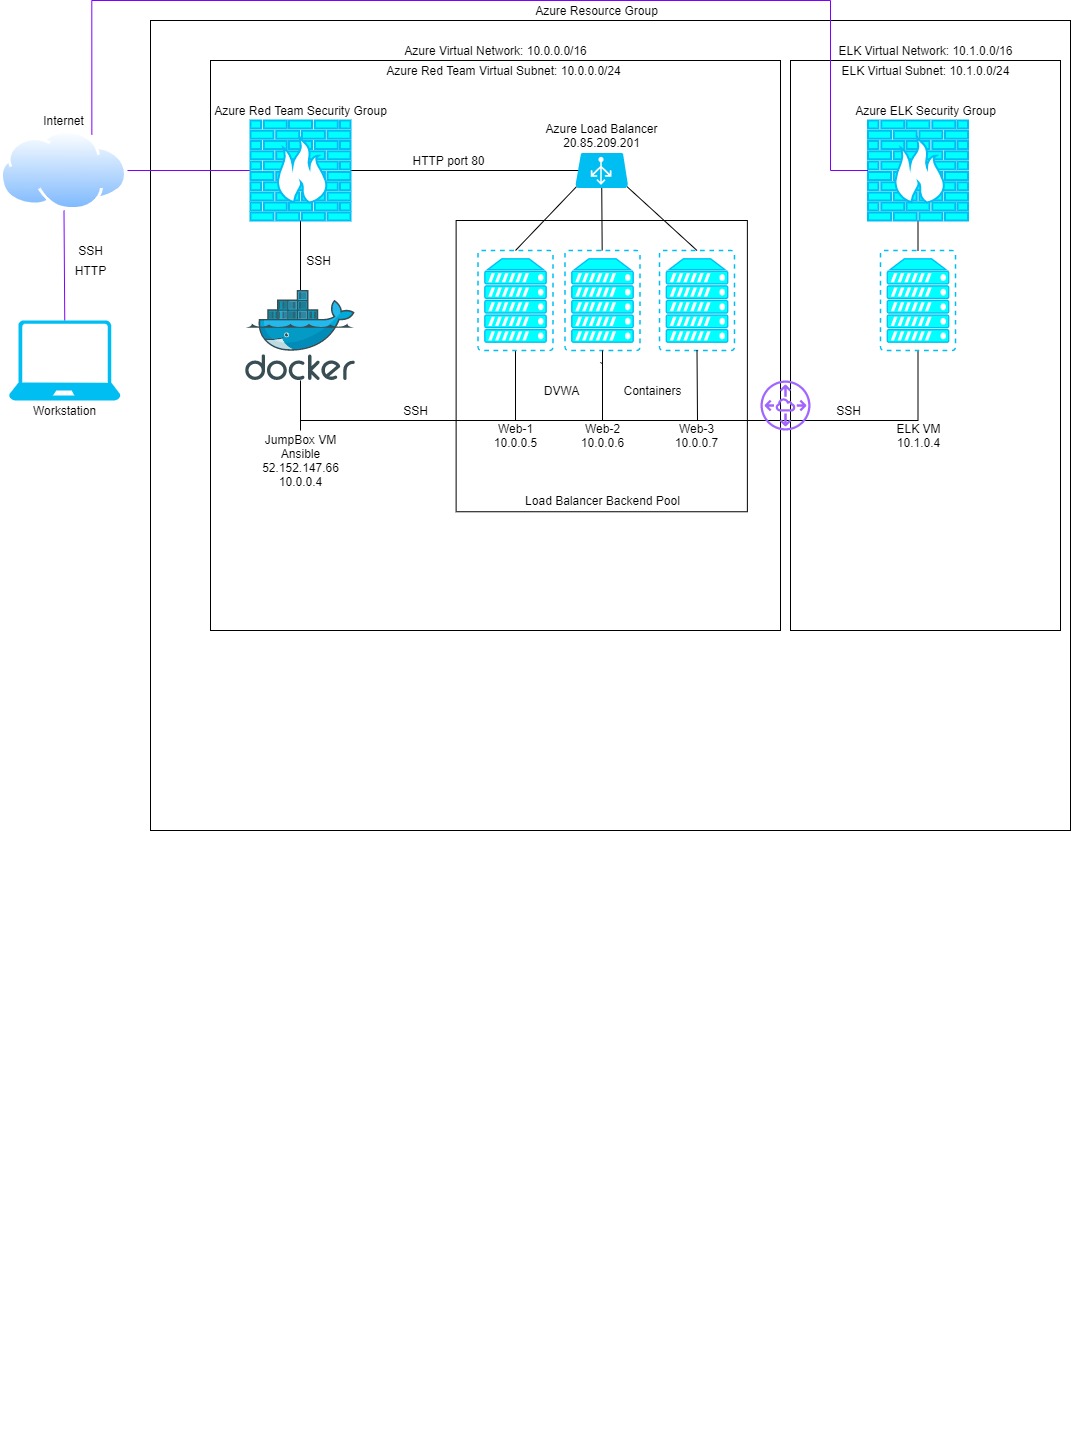 Azure Resource Group
Azure Virtual Network: 10.0.0.0/16
ELK Virtual Network: 10.1.0.0/16
Azure Red Team Virtual Subnet: 10.0.0.0/24
ELK Virtual Subnet: 10.1.0.0/24
Internet
Azure Red Team Security Group
Azure Load Balancer
20.85.209.201
Azure ELK Security Group
HTTP port 80
SSH
HTTP
SSH
docker
DVWA
Containers
Workstation
SSH
SSH
JumpBox VM
Ansible
52.152.147.66
10.0.0.4
Web-1
10.0.0.5
Web-2
10.0.0.6
Web-3
10.0.0.7
ELK VM
10.1.0.4
Load Balancer Backend Pool